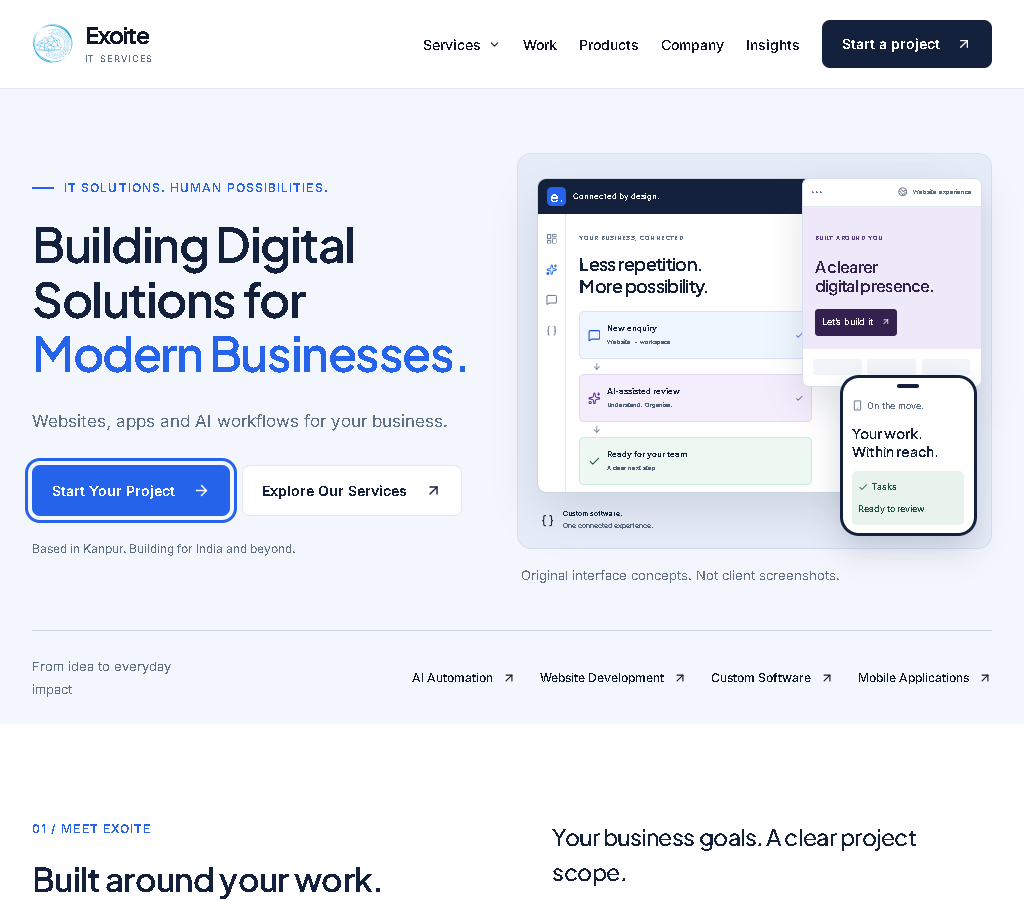 Exoite
IT SERVICES
Services
Work
Products
Company
Insights
Start a project
IT SOLUTIONS. HUMAN POSSIBILITIES.
Building Digital
Solutions for
Modern Businesses.
Websites, apps and AI workflows for your business.
Start Your Project
Explore Our Services
Based in Kanpur. Building for India and beyond.
e.
Connected by design.
YOUR BUSINESS, CONNECTED
Less repetition.
More possibility.
New enquiry
Website → workspace
AI-assisted review
Understand. Organise.
Ready for your team
A clear next step
Custom software.
One connected experience.
Website experience
BUILT AROUND YOU
A clearer
digital presence.
Let's build it
On the move.
Your work.
Within reach.
Tasks
Ready to review
Original interface concepts. Not client screenshots.
From idea to everyday
impact
AI Automation
Website Development
Custom Software
Mobile Applications
01 / MEET EXOITE
Built around your work.
Your business goals. A clear project
scope.